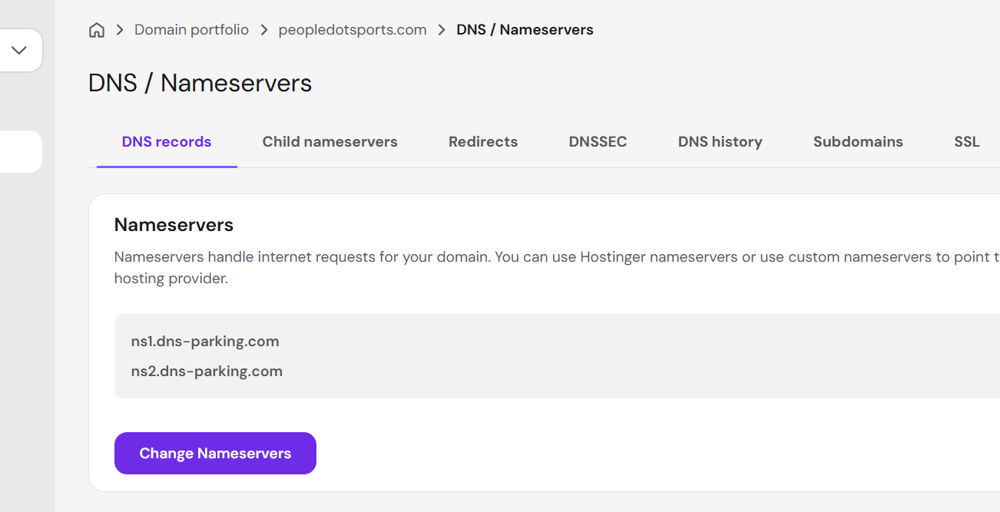 Domain portfolio > peopledotsports.com > DNS / Nameservers
DNS / Nameservers
DNS records Child nameservers Redirects DNSSEC DNS history Subdomains SSL
Nameservers
Nameservers handle internet requests for your domain. You can use Hostinger nameservers or use custom nameservers to point
hosting provider.
ns1.dns-parking.com
ns2.dns-parking.com
Change Nameservers